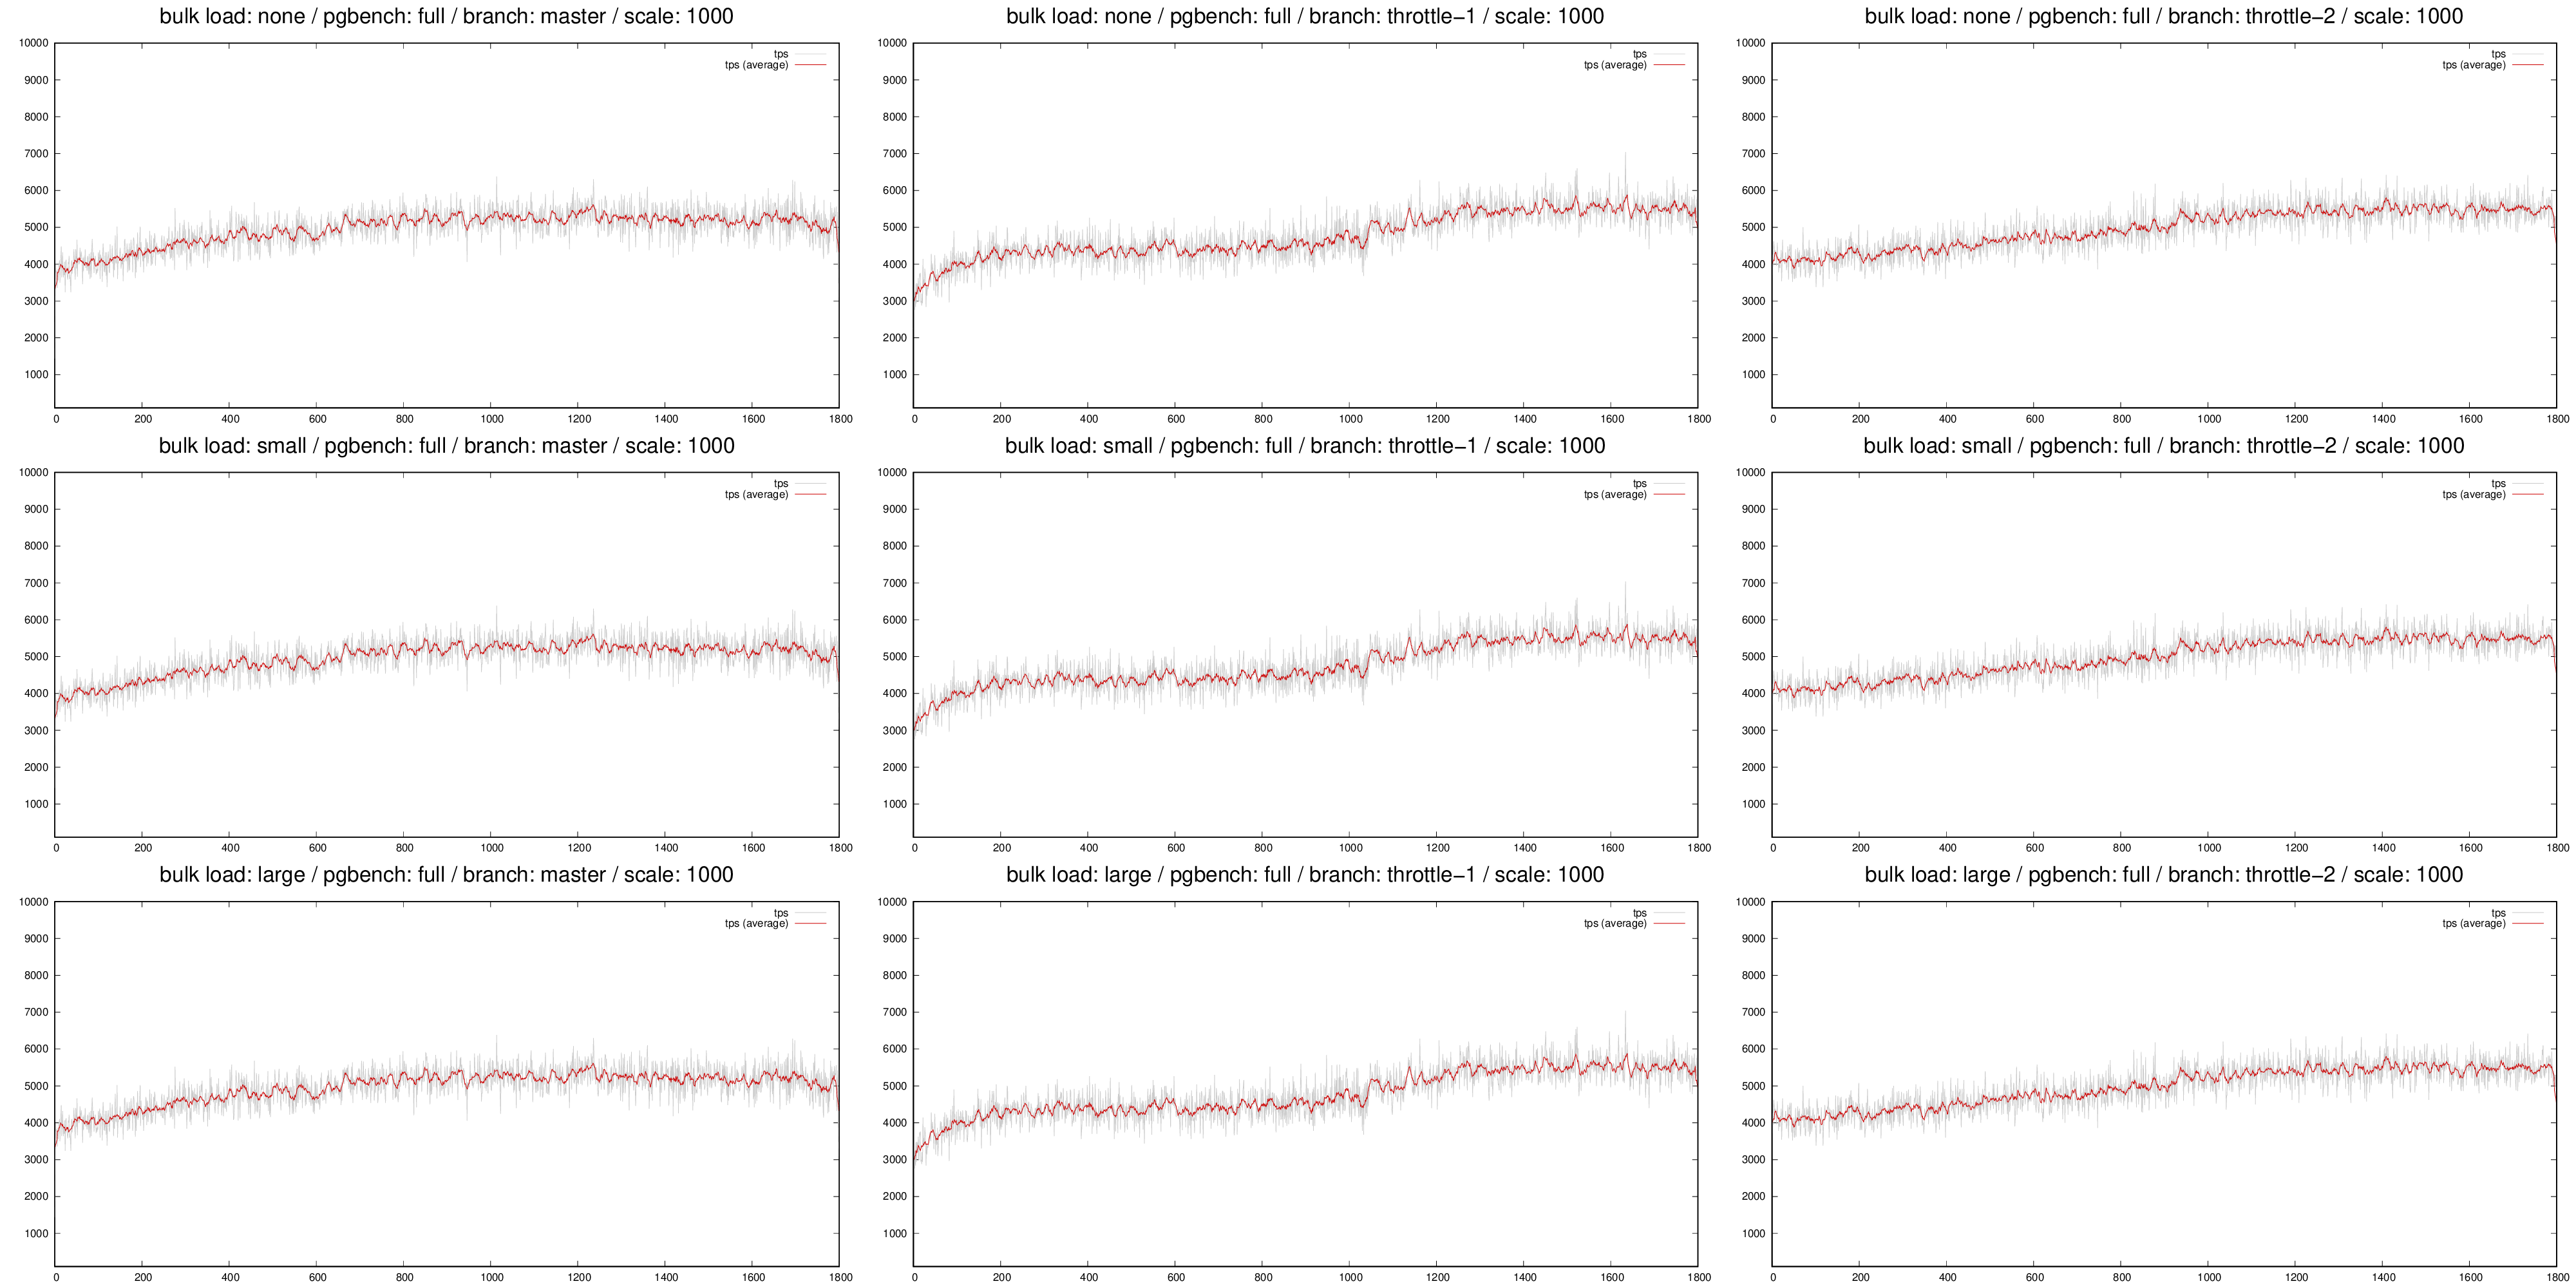 bulk load: none / pgbench: full / branch: master / scale: 1000
10000
9000
8000
7000
6000
5000
4000
3000
2000
1000
tps
tps (average)
0 200 400 600 800 1000 1200 1400 1600 1800
bulk load: none / pgbench: full / branch: throttle−1 / scale: 1000
10000
9000
8000
7000
6000
5000
4000
3000
2000
1000
tps
tps (average)
0 200 400 600 800 1000 1200 1400 1600 1800
bulk load: none / pgbench: full / branch: throttle−2 / scale: 1000
10000
9000
8000
7000
6000
5000
4000
3000
2000
1000
tps
tps (average)
0 200 400 600 800 1000 1200 1400 1600 1800
bulk load: small / pgbench: full / branch: master / scale: 1000
10000
9000
8000
7000
6000
5000
4000
3000
2000
1000
tps
tps (average)
0 200 400 600 800 1000 1200 1400 1600 1800
bulk load: small / pgbench: full / branch: throttle−1 / scale: 1000
10000
9000
8000
7000
6000
5000
4000
3000
2000
1000
tps
tps (average)
0 200 400 600 800 1000 1200 1400 1600 1800
bulk load: small / pgbench: full / branch: throttle−2 / scale: 1000
10000
9000
8000
7000
6000
5000
4000
3000
2000
1000
tps
tps (average)
0 200 400 600 800 1000 1200 1400 1600 1800
bulk load: large / pgbench: full / branch: master / scale: 1000
10000
9000
8000
7000
6000
5000
4000
3000
2000
1000
tps
tps (average)
0 200 400 600 800 1000 1200 1400 1600 1800
bulk load: large / pgbench: full / branch: throttle−1 / scale: 1000
10000
9000
8000
7000
6000
5000
4000
3000
2000
1000
tps
tps (average)
0 200 400 600 800 1000 1200 1400 1600 1800
bulk load: large / pgbench: full / branch: throttle−2 / scale: 1000
10000
9000
8000
7000
6000
5000
4000
3000
2000
1000
tps
tps (average)
0 200 400 600 800 1000 1200 1400 1600 1800